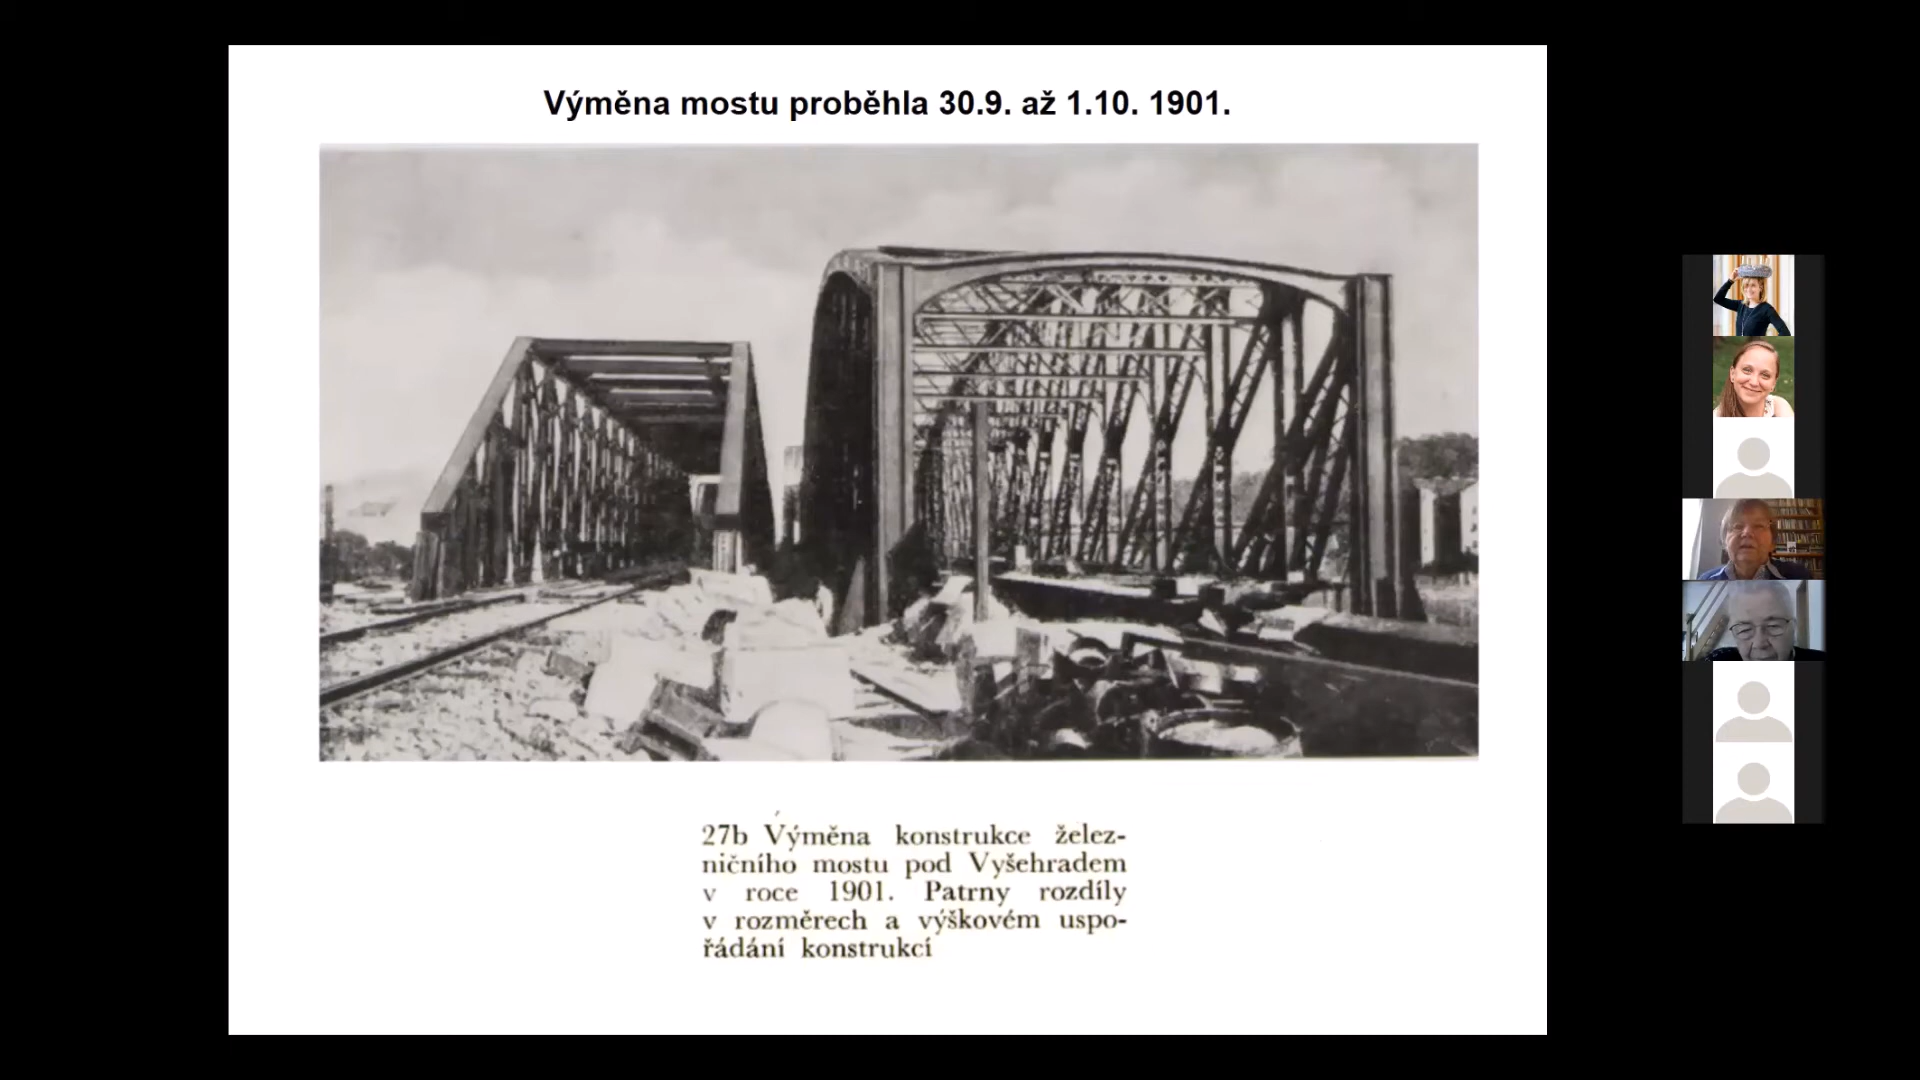 Výměna mostu proběhla 30.9. až 1.10. 1901.
27b Výměna konstrukce želez-
ničního mostu pod Vyšehradem
v roce 1901. Patrny rozdíly
v rozměrech a výškovém uspo-
řádání konstrukcí